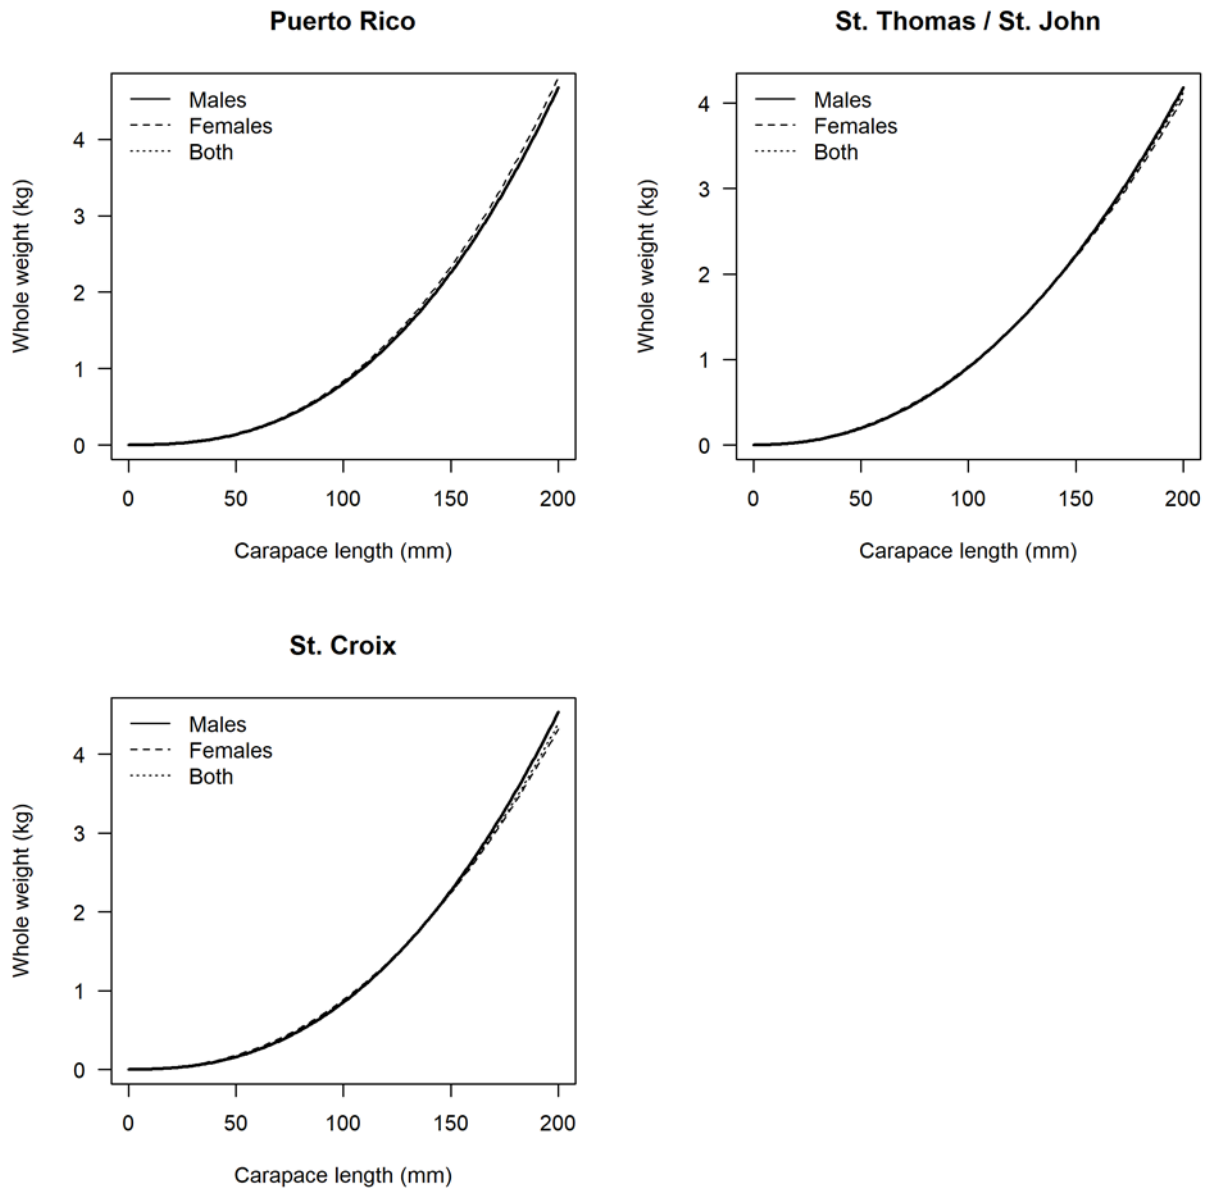 Puerto Rico
Males
Females
Both
Whole weight (kg)
4
3
2
1
0
0 50 100 150 200
Carapace length (mm)
St. Thomas / St. John
Males
Females
Both
Whole weight (kg)
4
3
2
1
0
0 50 100 150 200
Carapace length (mm)
St. Croix
Males
Females
Both
Whole weight (kg)
4
3
2
1
0
0 50 100 150 200
Carapace length (mm)